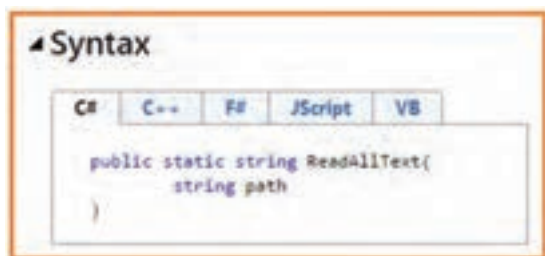 Syntax
C# C++ F# JScript VB
public static string ReadAllText(
string path
)